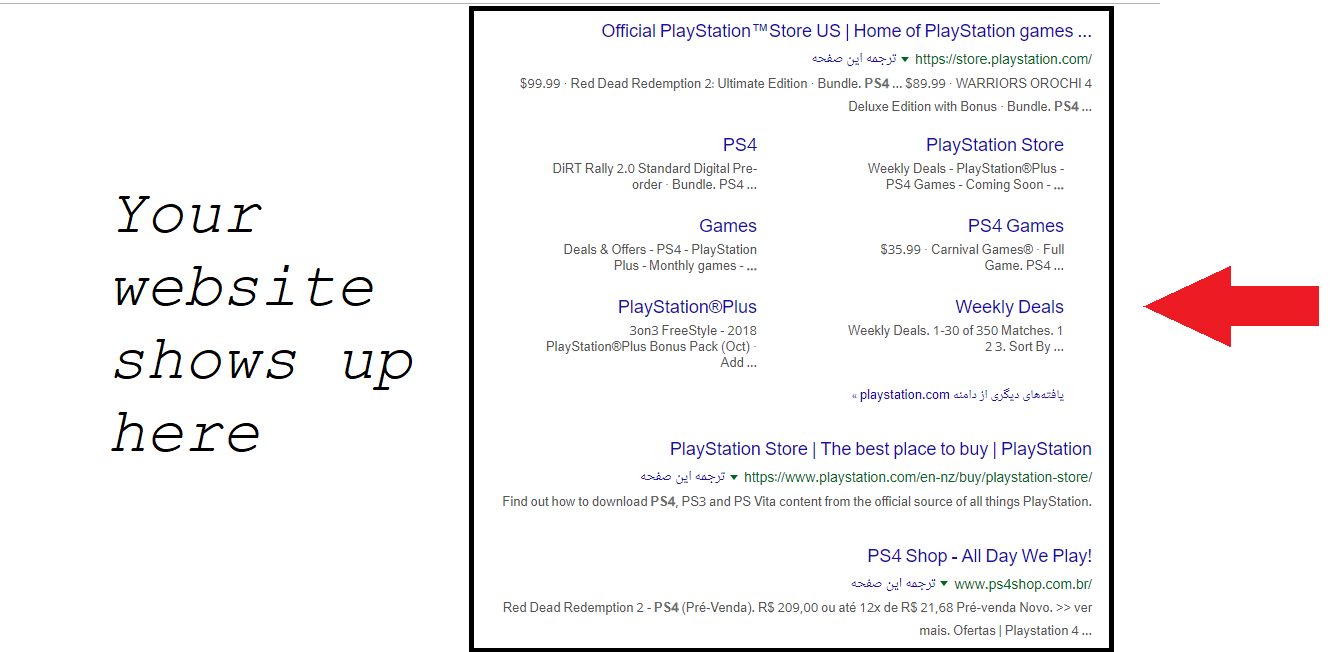 Your
website
shows up
here
Official PlayStation™Store US | Home of PlayStation games ...
https://store.playstation.com/ ▼ ترجمه این صفحه
$99.99 · Red Dead Redemption 2: Ultimate Edition · Bundle. PS4 ... $89.99 · WARRIORS OROCHI 4
Deluxe Edition with Bonus · Bundle. PS4 ...
PlayStation Store
Weekly Deals - PlayStation®Plus -
PS4 Games - Coming Soon - ...
PS4
DiRT Rally 2.0 Standard Digital Pre-
order · Bundle. PS4 ...
PS4 Games
$35.99 · Carnival Games® · Full
Game. PS4 ...
Games
Deals & Offers - PS4 - PlayStation
Plus - Monthly games - ...
Weekly Deals
Weekly Deals. 1-30 of 350 Matches. 1
2 3. Sort By ...
PlayStation®Plus
3on3 FreeStyle - 2018
PlayStation®Plus Bonus Pack (Oct) ·
Add ...
یافته‌های دیگری از دامنه playstation.com »
PlayStation Store | The best place to buy | PlayStation
https://www.playstation.com/en-nz/buy/playstation-store/ ▼ ترجمه این صفحه
Find out how to download PS4, PS3 and PS Vita content from the official source of all things PlayStation.
PS4 Shop - All Day We Play!
www.ps4shop.com.br/ ▼ ترجمه این صفحه
Red Dead Redemption 2 - PS4 (Pré-Venda). R$ 209,00 ou até 12x de R$ 21,68 Pré-venda Novo. >> ver
mais. Ofertas | Playstation 4 ...